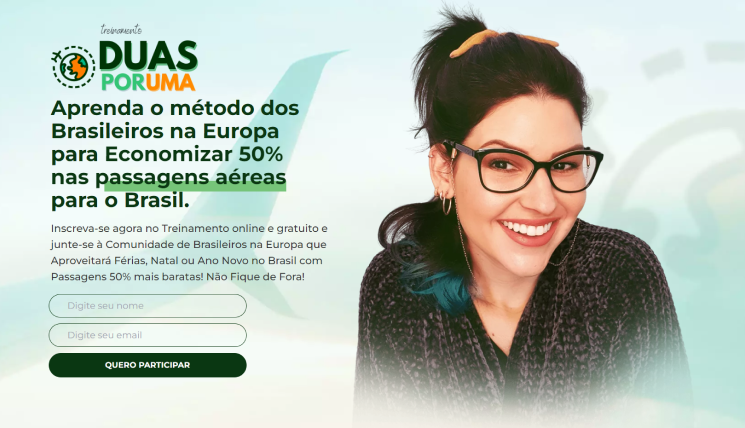 treinamento
DUAS
PORUMA
Aprenda o método dos
Brasileiros na Europa
para Economizar 50%
nas passagens aéreas
para o Brasil.
Inscreva-se agora no Treinamento online e gratuito e
junte-se à Comunidade de Brasileiros na Europa que
Aproveitará Férias, Natal ou Ano Novo no Brasil com
Passagens 50% mais baratas! Não Fique de Fora!
Digite seu nome
Digite seu email
QUERO PARTICIPAR